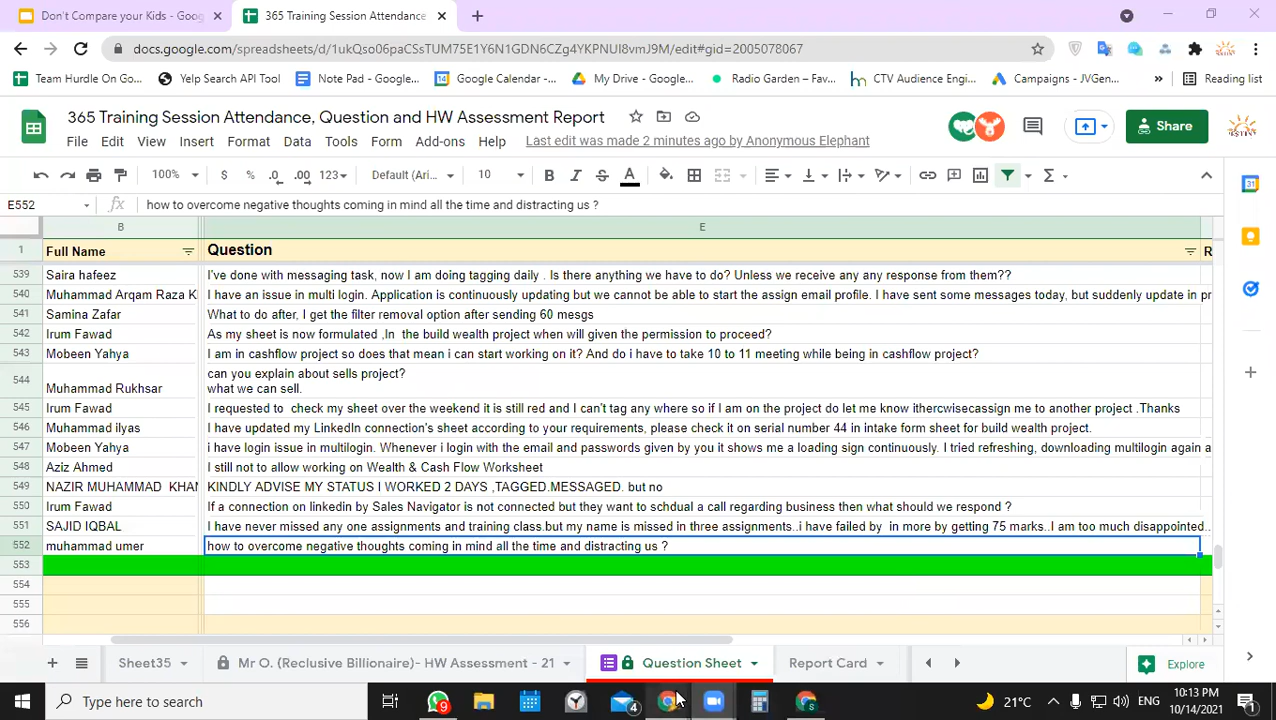 Don't Compare your Kids - Goog
365 Training Session Attendance
docs.google.com/spreadsheets/d/1ukQso06paCSsTUM75E1Y6N1GDN6CZg4YKPNUI8vmJ9M/edit#gid=2005078067
Team Hurdle On Go...
Yelp Search API Tool
Note Pad - Google...
Google Calendar -...
My Drive - Google...
Radio Garden – Fav...
CTV Audience Engi...
Campaigns - JVGen...
»
Reading list
365 Training Session Attendance, Question and HW Assessment Report
File Edit View Insert Format Data Tools Form Add-ons Help Last edit was made 2 minutes ago by Anonymous Elephant
Share
100% $ % .0 .00 123 Default (Ari... 10 B I S A
E552 fx how to overcome negative thoughts coming in mind all the time and distracting us ?
B E
1 Full Name Question R
539 Saira hafeez I've done with messaging task, now I am doing tagging daily . Is there anything we have to do? Unless we receive any any response from them??
540 Muhammad Arqam Raza K I have an issue in multi login. Application is continuously updating but we cannot be able to start the assign email profile. I have sent some massages today, but suddenly update in pr
541 Samina Zafar What to do after, I get the filter removal option after sending 60 mesgs
542 Irum Fawad As my sheet is now formulated ,In the build wealth project when will given the permission to proceed?
543 Mobeen Yahya I am in cashflow project so does that mean i can start working on it? And do i have to take 10 to 11 meeting while being in cashflow project?
can you explain about sells project?
544 Muhammad Rukhsar what we can sell.
545 Irum Fawad I requested to check my sheet over the weekend it is still red and I can't tag any where so if I am on the project do let me know ithercwisecassign me to another project .Thanks
546 Muhammad ilyas I have updated my LinkedIn connection's sheet according to your requirements, please check it on serial number 44 in intake form sheet for build wealth project.
547 Mobeen Yahya i have login issue in multilogin. Whenever i login with the email and passwords given by you it shows me a loading sign continously. I tried refreshing, downloading multilogin again a
548 Aziz Ahmed I still not to allow working on Wealth & Cash Flow Worksheet
549 NAZIR MUHAMMAD KHAN KINDLY ADVISE MY STATUS I WORKED 2 DAYS ,TAGGED.MESSAGED. but no
550 Irum Fawad If a connection on linkedin by Sales Navigator is not connected but they want to schdual a call regarding business then what should we respond ?
551 SAJID IQBAL I have never missed any one assignments and training class.but my name is missed in three assignments..i have failed by in more by getting 75 marks..I am too much disappointed..
552 muhammad umer how to overcome negative thoughts coming in mind all the time and distracting us ?
553
554
555
556
Sheet35 Mr O. (Reclusive Billionaire)- HW Assessment - 21 Question Sheet Report Card Explore
Type here to search 9 4 21°C ENG 10:13 PM 10/14/2021 1